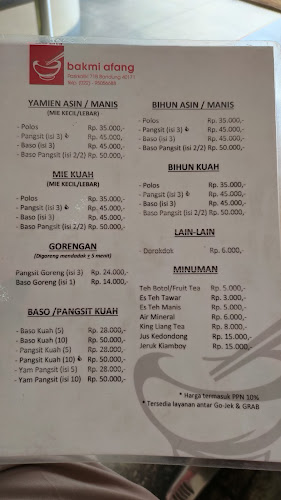 bakmi afang
Pasirkaliki 71B Bandung 40171
YAMIEN ASIN / MANIS
(MIE KECIL/LEBAR)
- Polos Rp. 35.000,-
- Pangsit (isi 3) Rp. 45.000,-
- Baso (isi 3) Rp. 45.000,-
- Baso Pangsit (isi 2/2) Rp. 50.000,-
MIE KUAH
(MIE KECIL/LEBAR)
- Polos Rp. 35.000,-
- Pangsit (isi 3) Rp. 45.000,-
- Baso (isi 3) Rp. 45.000,-
- Baso Pangsit (isi 2/2) Rp. 50.000,-
GORENGAN
(Digoreng mendadak ± 5 menit)
Pangsit Goreng (isi 3) Rp. 24.000,-
Baso Goreng (isi 1) Rp. 14.000,-
BASO /PANGSIT KUAH
- Baso Kuah (5) Rp. 28.000,-
- Baso Kuah (10) Rp. 50.000,-
- Pangsit Kuah (5) Rp. 28.000,-
- Pangsit Kuah (10) Rp. 50.000,-
- Yam Pangsit (isi 5) Rp. 28.000,-
- Yam Pangsit (isi 10) Rp. 50.000,-
BIHUN ASIN / MANIS
- Polos Rp. 35.000,-
- Pangsit (isi 3) Rp. 45.000,-
- Baso (isi 3) Rp. 45.000,-
- Baso Pangsit (isi 2/2) Rp. 50.000,-
BIHUN KUAH
- Polos Rp. 35.000,-
- Pangsit (isi 3) Rp. 45.000,-
- Baso (isi 3) Rp. 45.000,-
- Baso Pangsit (isi 2/2) Rp. 50.000,-
LAIN-LAIN
- Dorokdok Rp. 6.000,-
MINUMAN
Teh Botol/Fruit Tea Rp. 5.000,-
Es Teh Tawar Rp. 3.000,-
Es Teh Manis Rp. 5.000,-
Air Mineral Rp. 6.000,-
King Liang Tea Rp. 8.000,-
Jus Kedondong Rp. 15.000,-
Jeruk Kiamboy Rp. 15.000,-
* Harga termasuk PPN 10%
* Tersedia layanan antar Go-Jek & GRAB